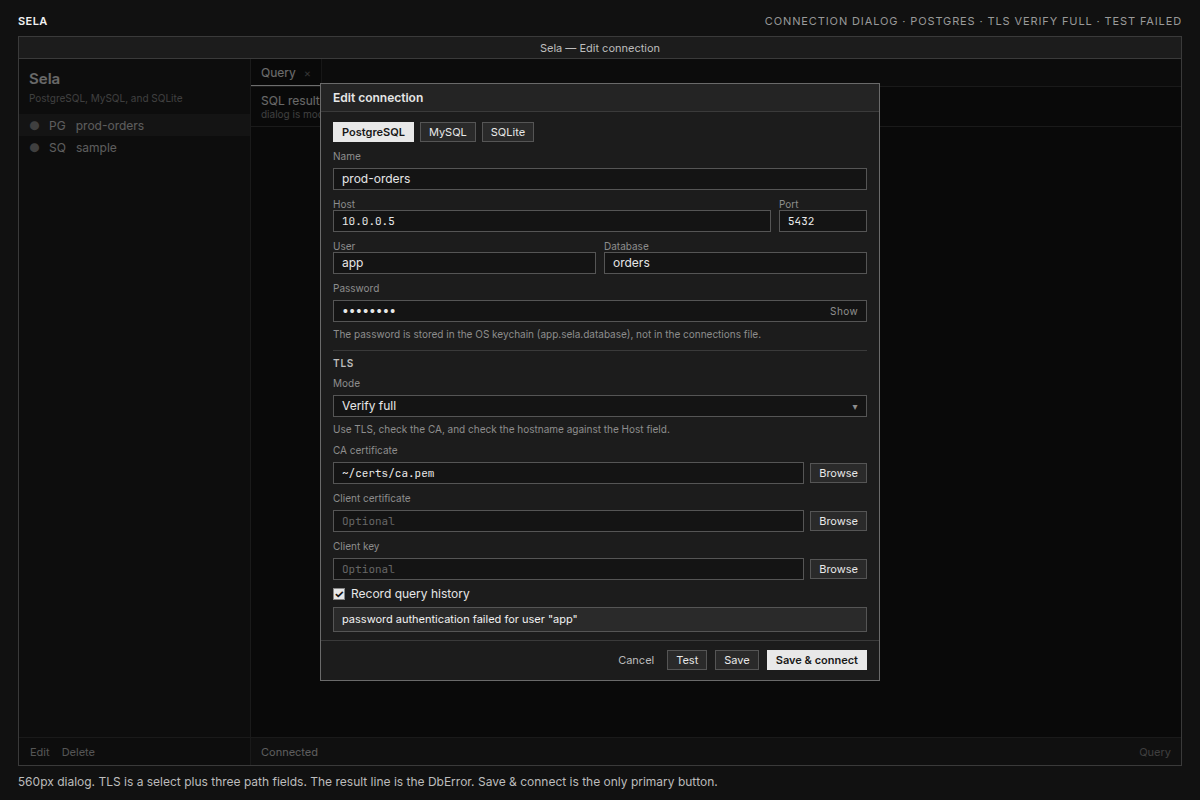 SELA
CONNECTION DIALOG · POSTGRES · TLS VERIFY FULL · TEST FAILED
Sela — Edit connection
Sela
PostgreSQL, MySQL, and SQLite
PG prod-orders
SQ sample
Query ×
SQL result
dialog is mo
Edit connection
PostgreSQL MySQL SQLite
Name
prod-orders
Host Port
10.0.0.5 5432
User Database
app orders
Password
•••••••• Show
The password is stored in the OS keychain (app.sela.database), not in the connections file.
TLS
Mode
Verify full ▾
Use TLS, check the CA, and check the hostname against the Host field.
CA certificate
~/certs/ca.pem Browse
Client certificate
Optional Browse
Client key
Optional Browse
Record query history
password authentication failed for user "app"
Cancel Test Save Save & connect
Edit Delete Connected Query
560px dialog. TLS is a select plus three path fields. The result line is the DbError. Save & connect is the only primary button.